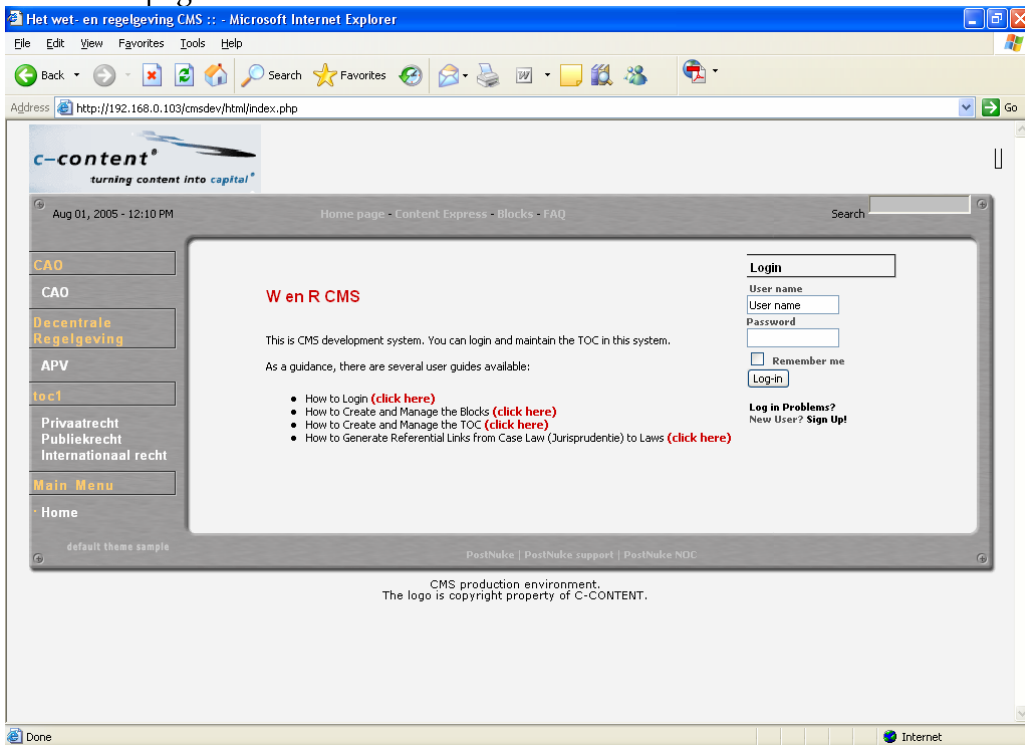 Het wet- en regelgeving CMS :: - Microsoft Internet Explorer
File Edit View Favorites Tools Help
Back Search Favorites
Address http://192.168.0.103/cmsdev/html/index.php Go
c-content®
turning content into capital®
Aug 01, 2005 - 12:10 PM
Home page - Content Express - Blocks - FAQ
Search
CAO
CAO
Decentrale
Regelgeving
APV
toc1
Privaatrecht
Publiekrecht
Internationaal recht
Main Menu
· Home
default theme sample
W en R CMS
This is CMS development system. You can login and maintain the TOC in this system.
As a guidance, there are several user guides available:
• How to Login (click here)
• How to Create and Manage the Blocks (click here)
• How to Create and Manage the TOC (click here)
• How to Generate Referential Links from Case Law (Jurisprudentie) to Laws (click here)
Login
User name
User name
Password
Remember me
Log-in
Log in Problems?
New User? Sign Up!
PostNuke | PostNuke support | PostNuke NOC
CMS production environment.
The logo is copyright property of C-CONTENT.
Done Internet